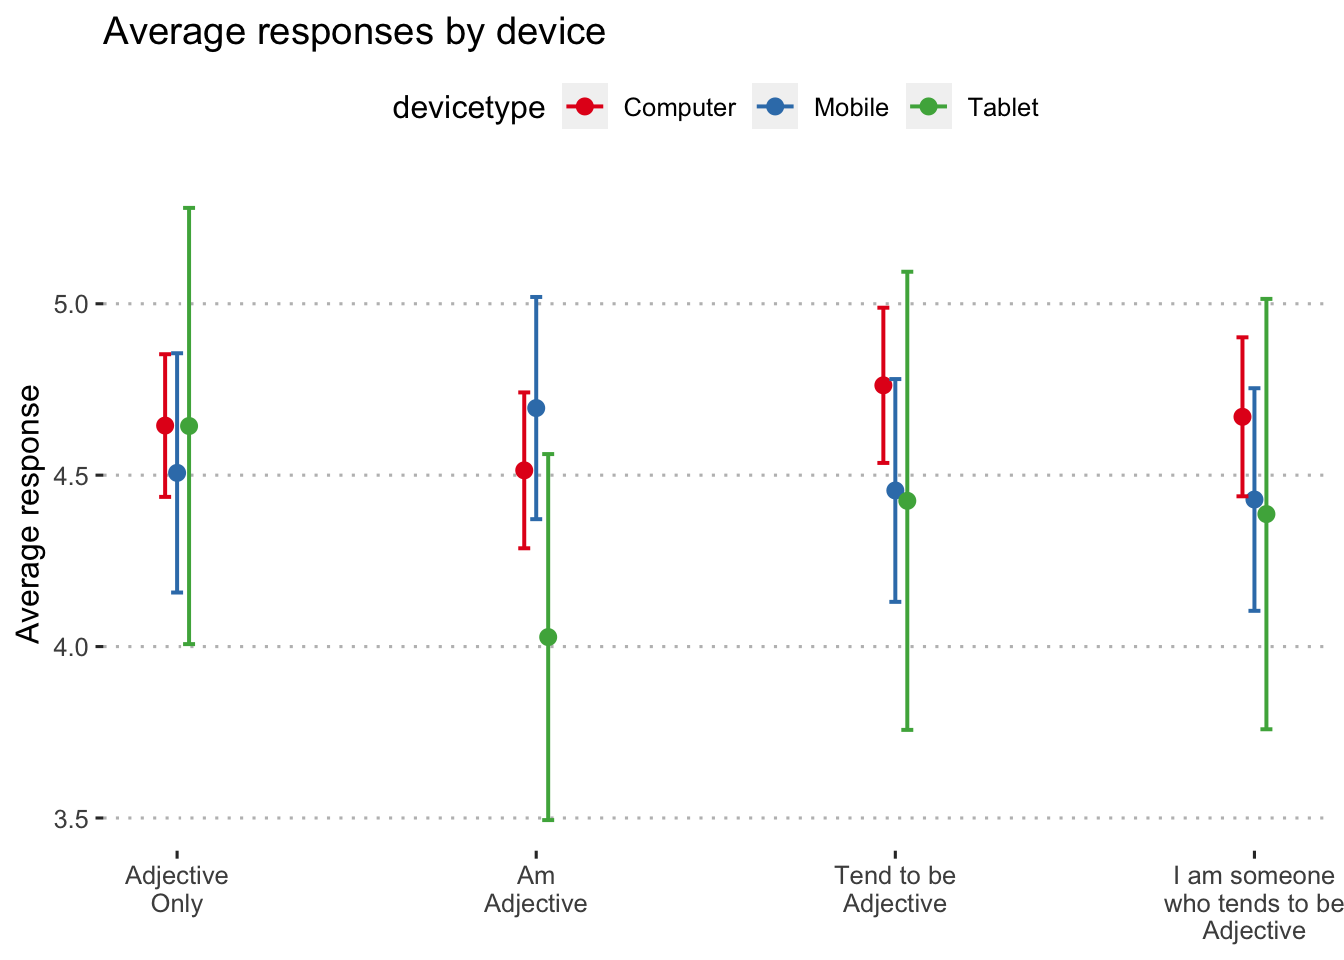 Average responses by device
devicetype Computer Mobile Tablet
Average response
5.0
4.5
4.0
3.5
Adjective
Only
Am
Adjective
Tend to be
Adjective
I am someone
who tends to be
Adjective